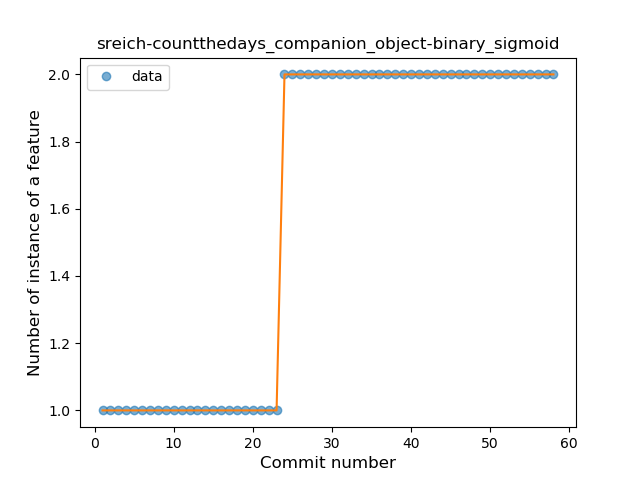 sreich-countthedays_companion_object-binary_sigmoid
data
Number of instance of a feature
2.0
1.8
1.6
1.4
1.2
1.0
0 10 20 30 40 50 60
Commit number